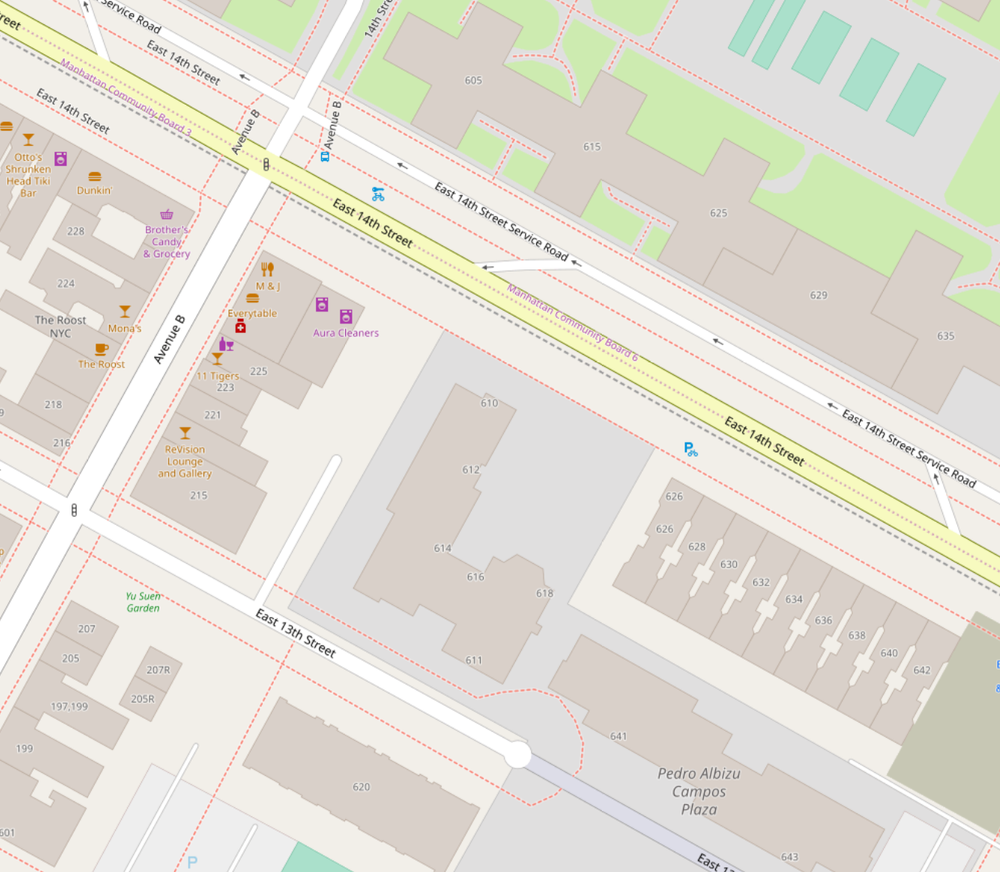 Service Road
14th Stre
East 14th Street
reet
Manhattan Community Board 3
605
East 14th Street
Avenue B
Avenue B
615
Otto's
Shrunken
Head Tiki
Bar
Dunkin'
East 14th Street Service Road
East 14th Street
625
228
Brother's
Candy
& Grocery
224
M & J
629
Everytable
Manhattan Community Board 6
The Roost
NYC
Mona's
Aura Cleaners
635
Avenue B
The Roost
11 Tigers
225
223
218
221
610
9
216
East 14th Street
East 14th Street Service Road
ReVision
Lounge
and Gallery
P
612
215
626
626
628
614
630
616
632
618
634
636
638
640
642
Yu Suen
Garden
East 13th Street
207
205
207R
205R
611
197,199
199
641
Pedro Albizu
Campos
Plaza
620
601
643
P
East 13